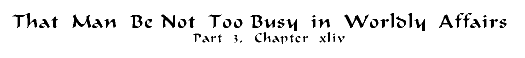 That Man Be Not Too Busy in Worldly Affairs
Part 3, Chapter xliv